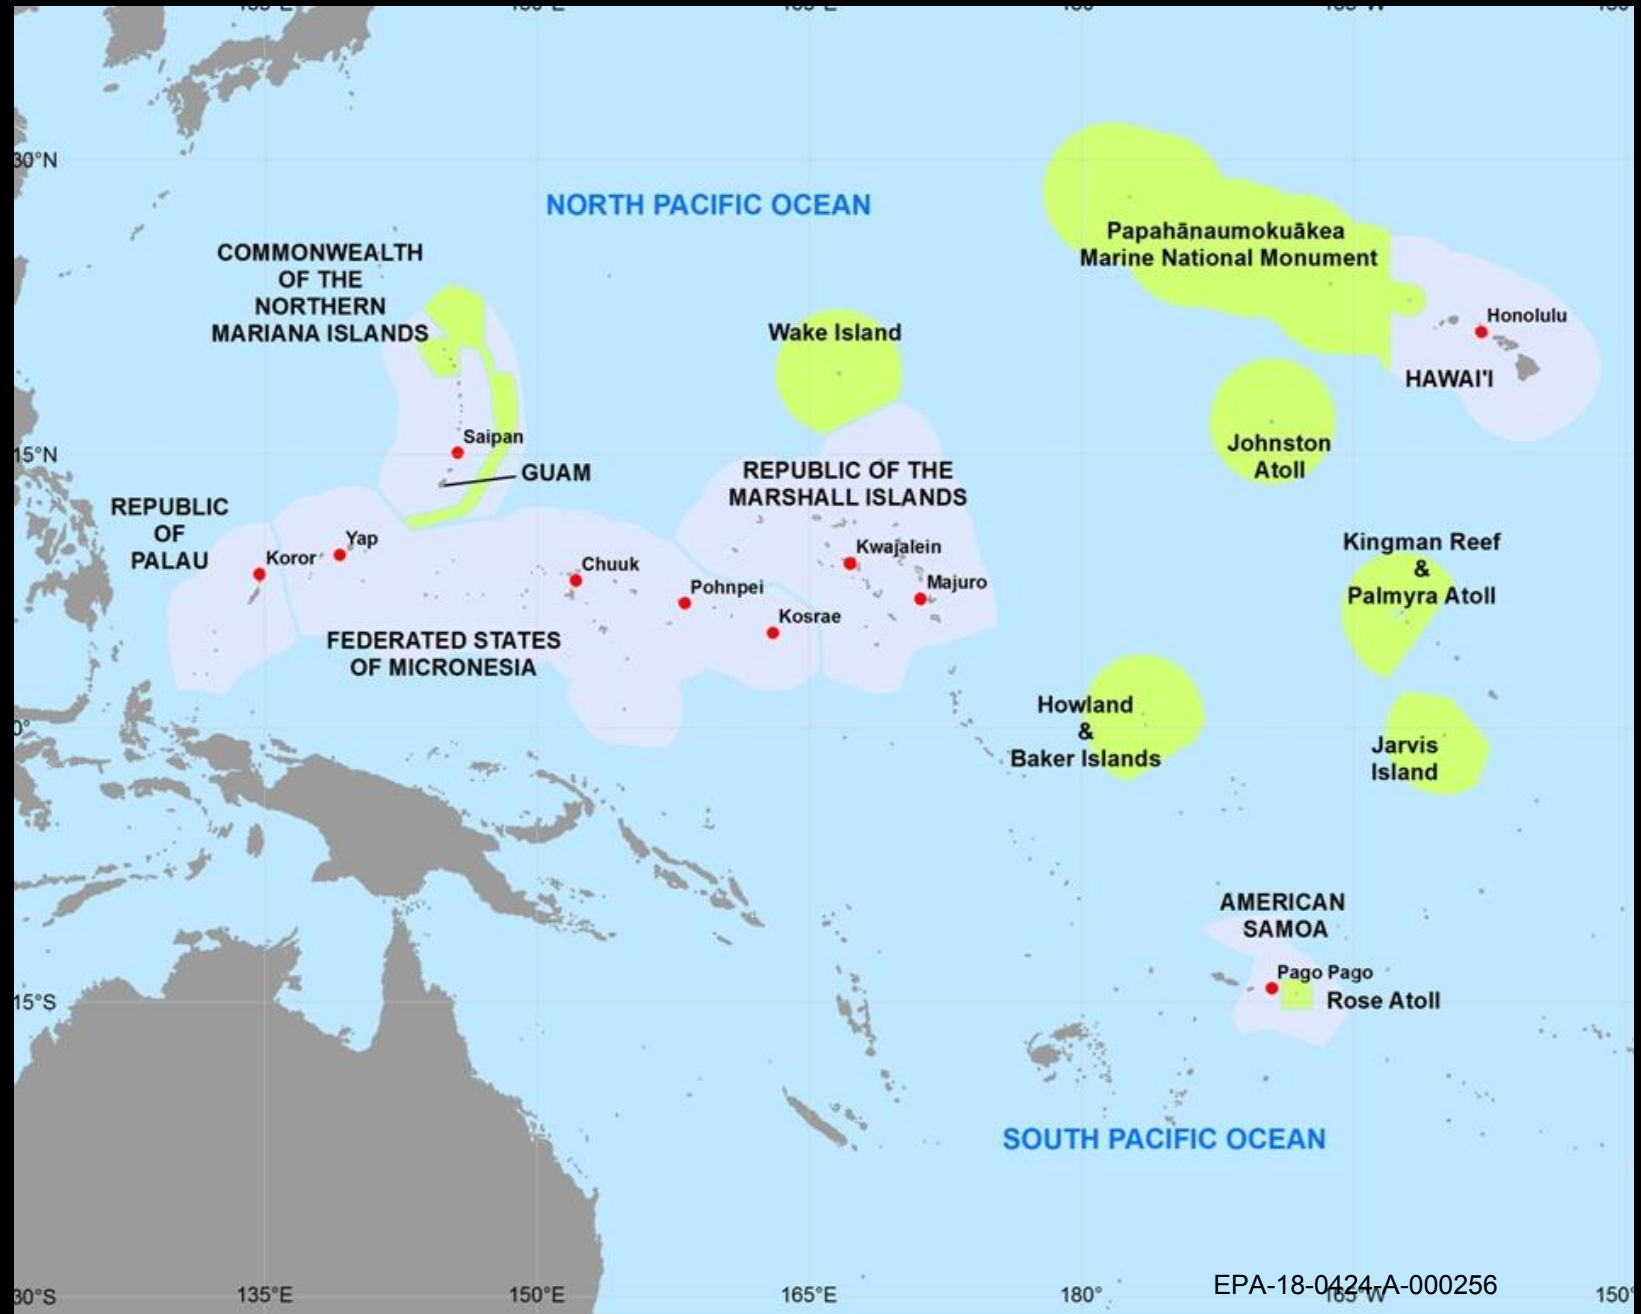 30°N
NORTH PACIFIC OCEAN
Papahānaumokuākea
Marine National Monument
COMMONWEALTH
OF THE
NORTHERN
MARIANA ISLANDS
Wake Island
Honolulu
HAWAI'I
Saipan
15°N
GUAM
Johnston
Atoll
REPUBLIC OF THE
MARSHALL ISLANDS
REPUBLIC
OF
PALAU
Koror
Yap
Chuuk
Pohnpei
Kosrae
Kwajalein
Majuro
Kingman Reef
&
Palmyra Atoll
FEDERATED STATES
OF MICRONESIA
0°
Howland
&
Baker Islands
Jarvis
Island
AMERICAN
SAMOA
Pago Pago
Rose Atoll
15°S
SOUTH PACIFIC OCEAN
EPA-18-0424-A-000256
30°S
135°E
150°E
165°E
180°
165°W
150°